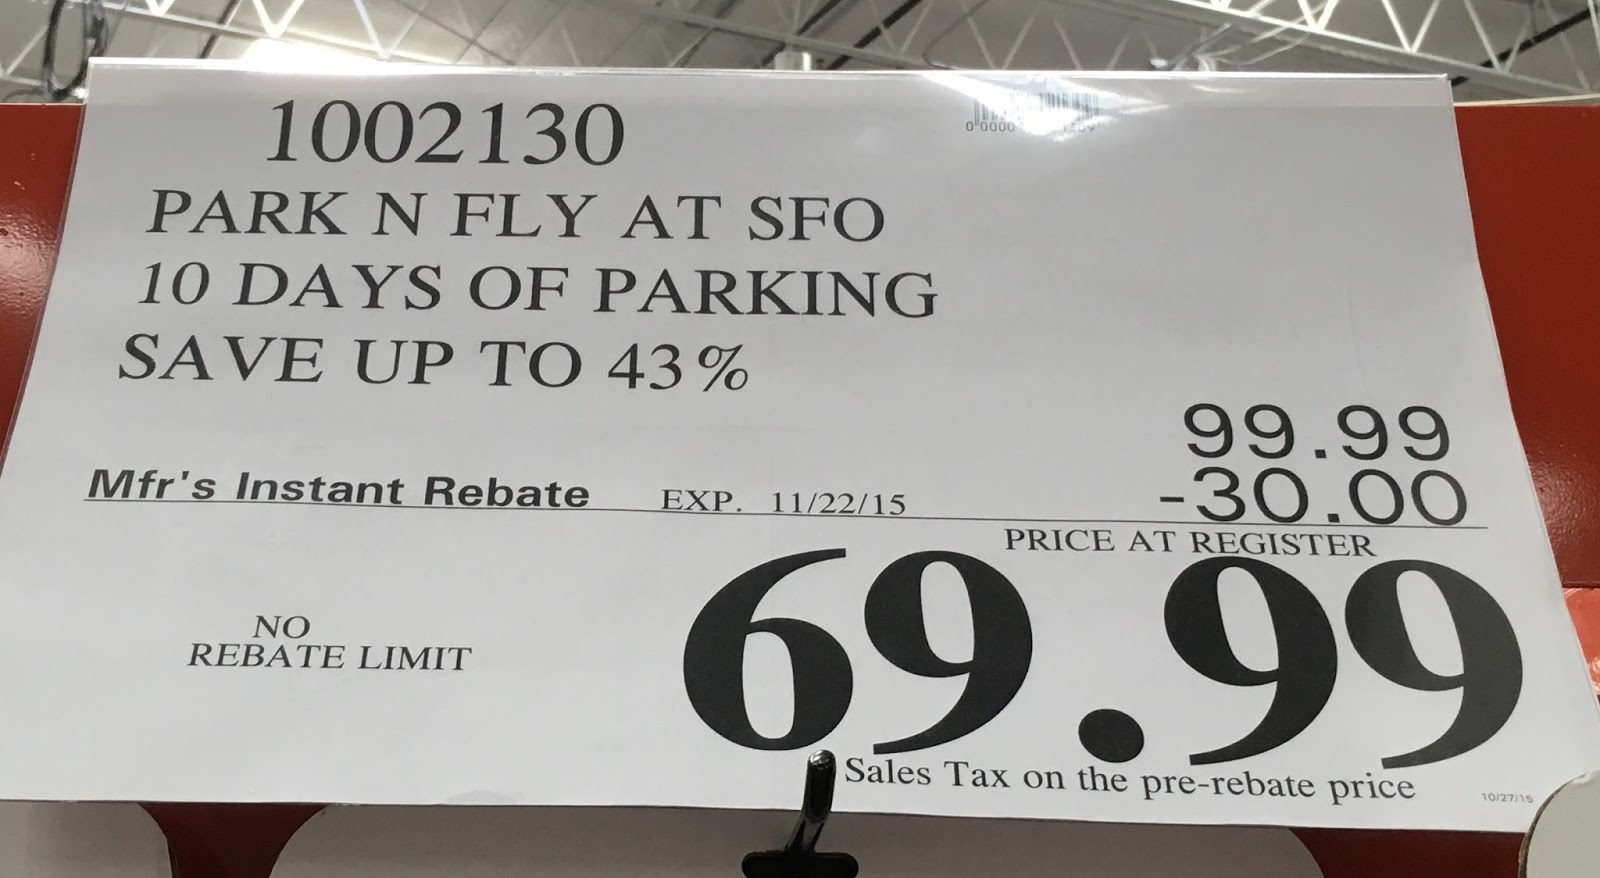 1002130
PARK N FLY AT SFO
10 DAYS OF PARKING
SAVE UP TO 43%
99.99
Mfr's Instant Rebate EXP. 11/22/15 -30.00
PRICE AT REGISTER
69.99
NO
REBATE LIMIT
Sales Tax on the pre-rebate price
10/27/15